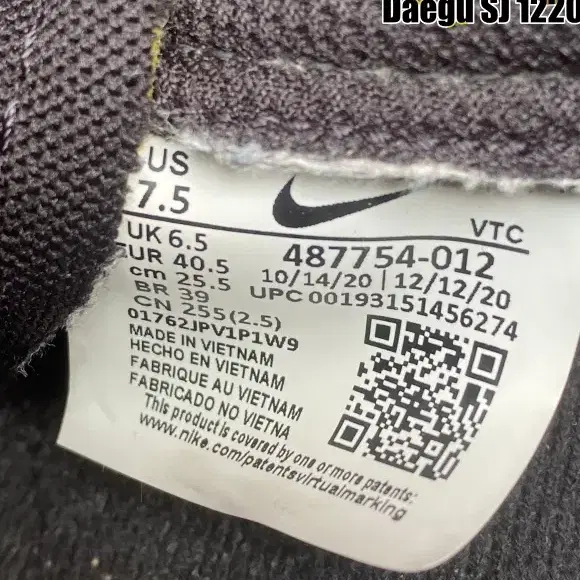 Daegu SJ 1220
US
7.5
VTC
UK 6.5
487754-012
EUR 40.5
10/14/20 | 12/12/20
cm 25.5
UPC 00193151456274
BR 39
CN 255(2.5)
01762JPV1P1W9
MADE IN VIETNAM
HECHO EN VIETNAM
FABRIQUE AU VIETNAM
FABRICADO NO VIETNA
This product is covered by one or more patents:
www.nike.com/patentsvirtualmarking